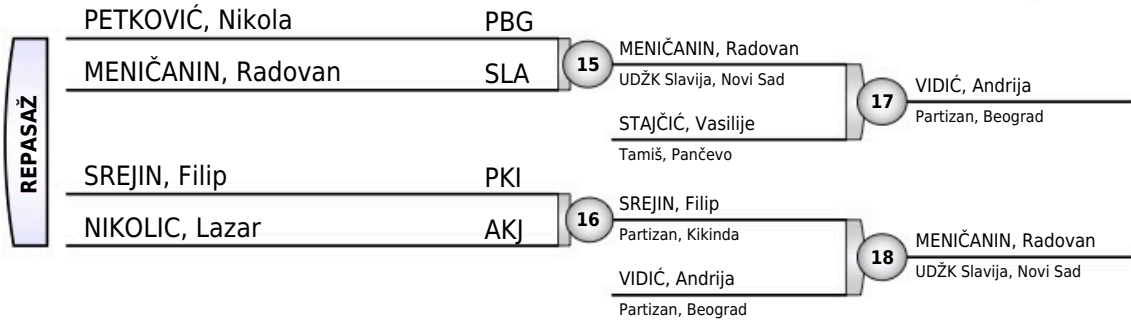 REPASAŽ
PETKOVIĆ, Nikola PBG
MENIČANIN, Radovan SLA
SREJIN, Filip PKI
NIKOLIC, Lazar AKJ
15
MENIČANIN, Radovan
UDŽK Slavija, Novi Sad
STAJČIĆ, Vasilije
Tamiš, Pančevo
16
SREJIN, Filip
Partizan, Kikinda
VIDIĆ, Andrija
Partizan, Beograd
17
VIDIĆ, Andrija
Partizan, Beograd
18
MENIČANIN, Radovan
UDŽK Slavija, Novi Sad